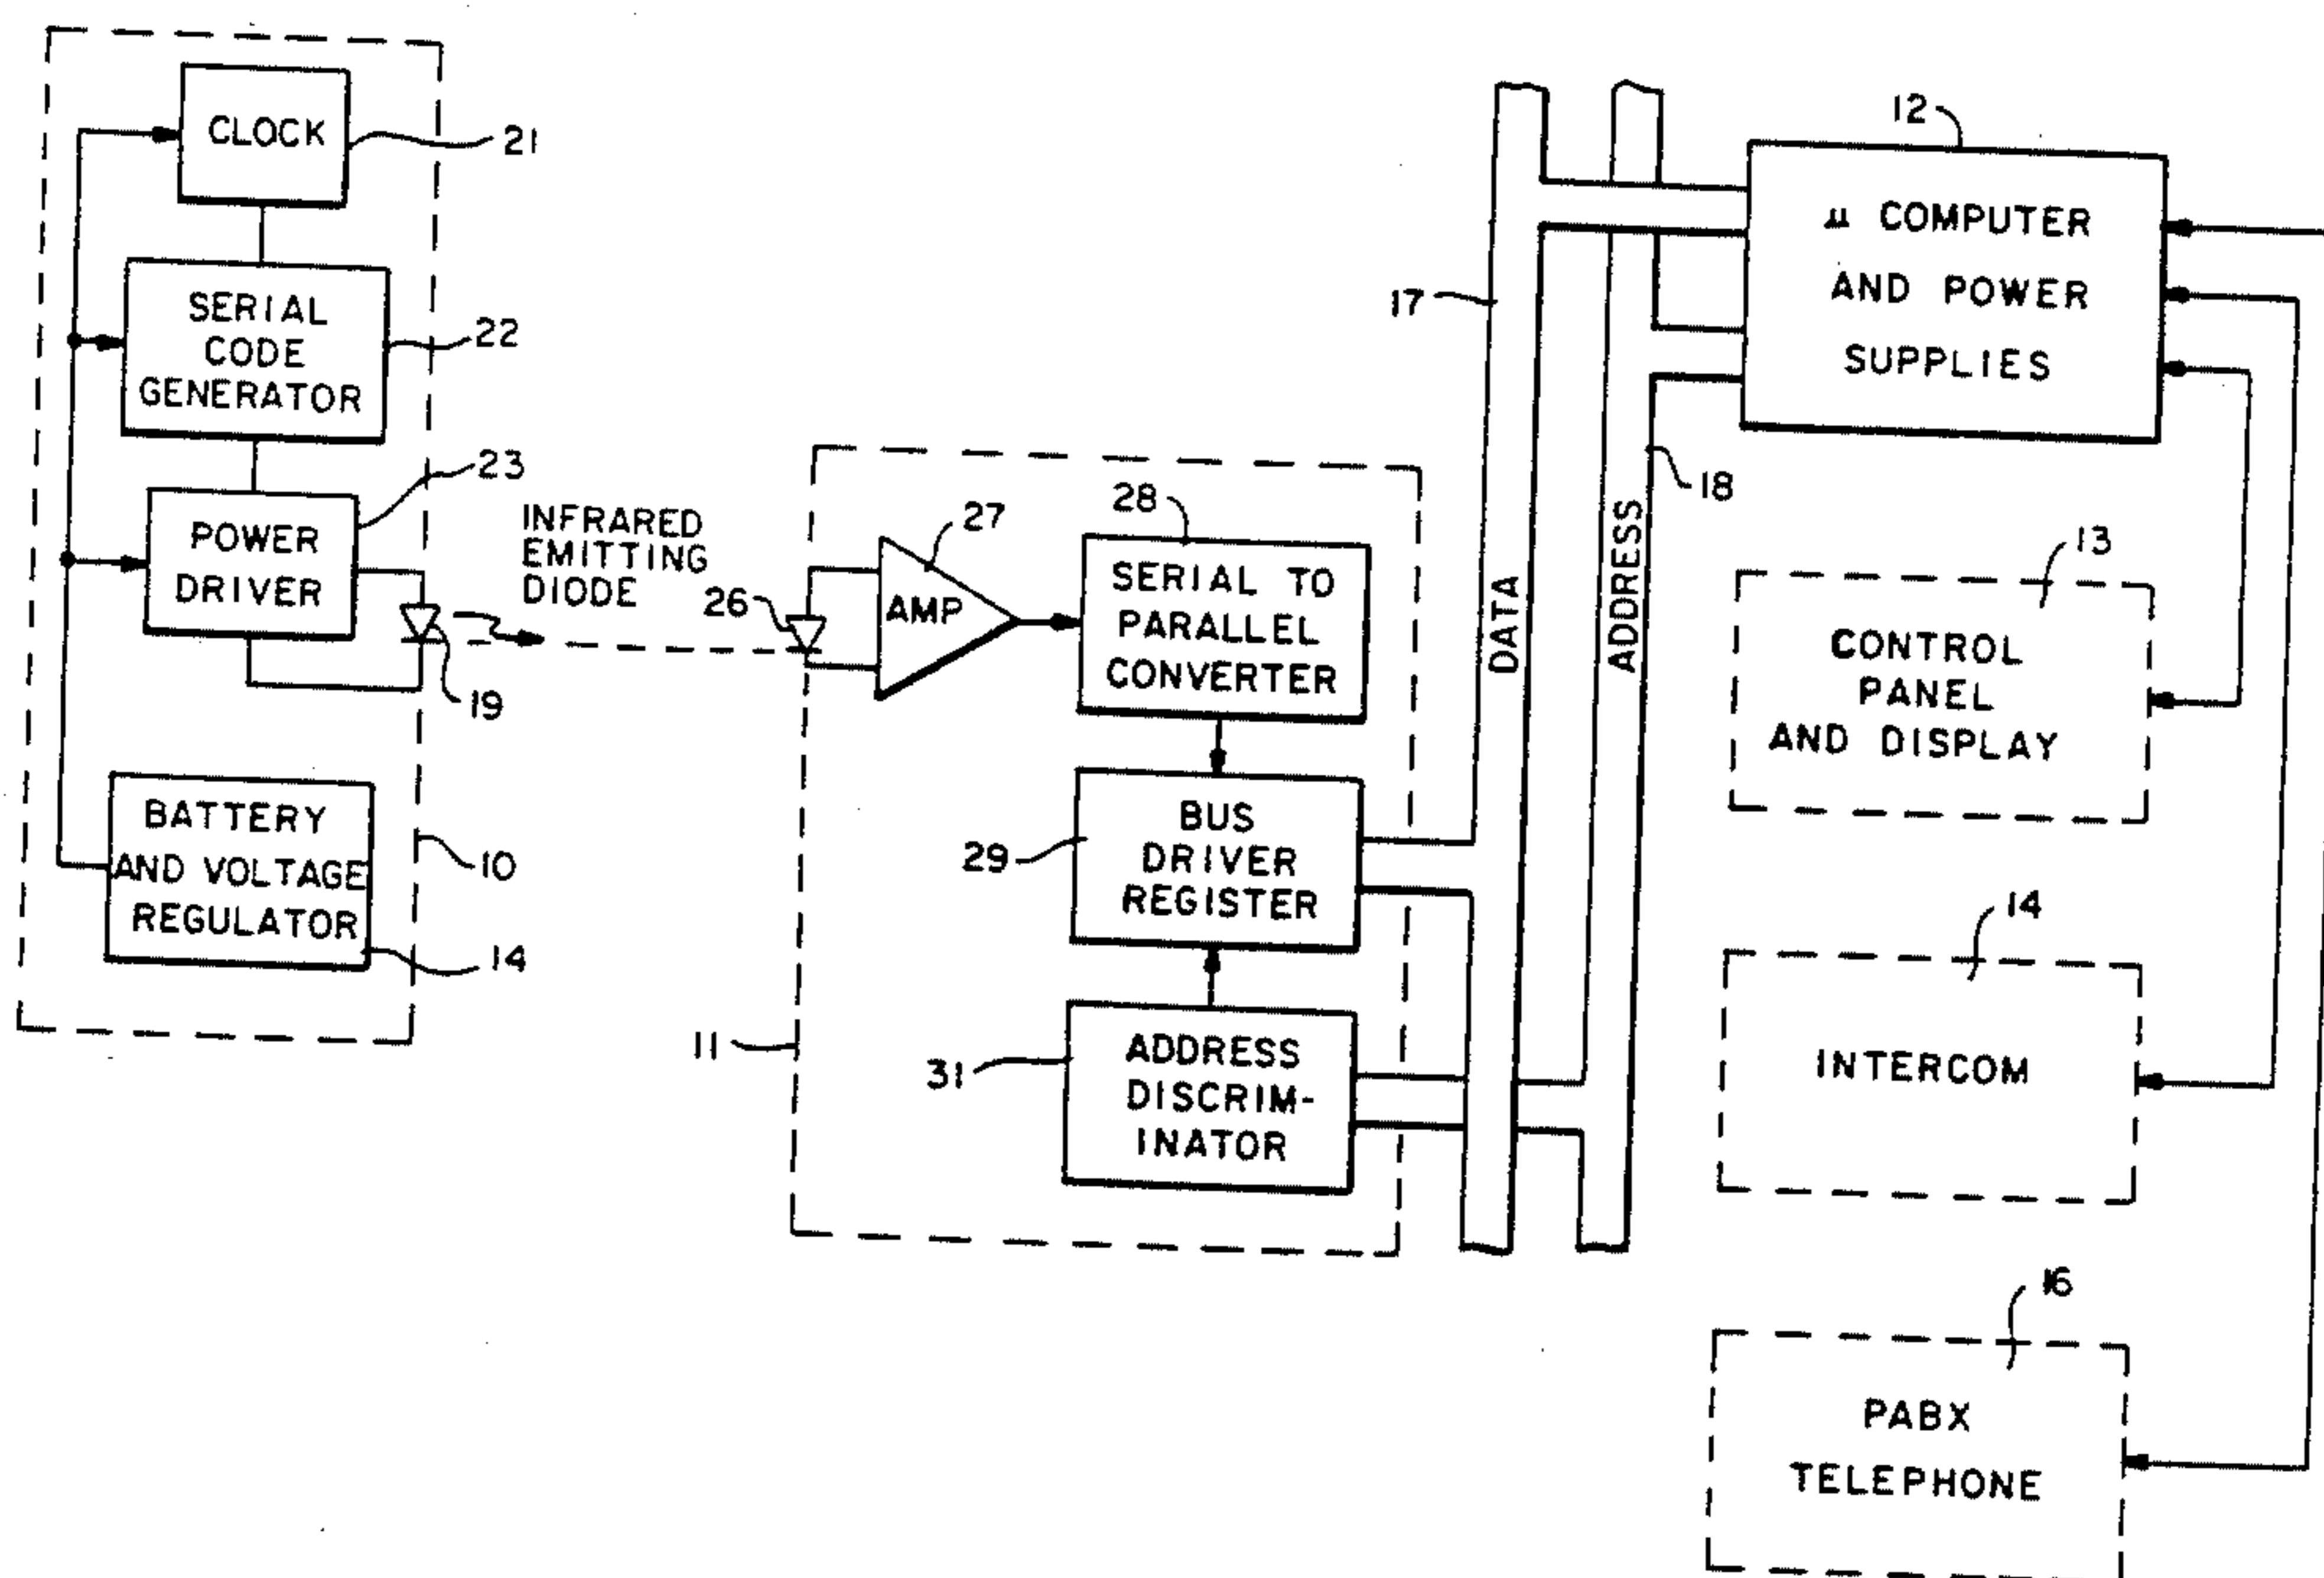 CLOCK
21
SERIAL
CODE
GENERATOR
22
POWER
DRIVER
23
19
INFRARED
EMITTING
DIODE
BATTERY
AND VOLTAGE
REGULATOR
10
14
26
27
AMP
28
SERIAL TO
PARALLEL
CONVERTER
BUS
DRIVER
REGISTER
29
ADDRESS
DISCRIM-
INATOR
31
11
17
DATA
ADDRESS
18
12
µ COMPUTER
AND POWER
SUPPLIES
13
CONTROL
PANEL
AND DISPLAY
14
INTERCOM
16
PABX
TELEPHONE